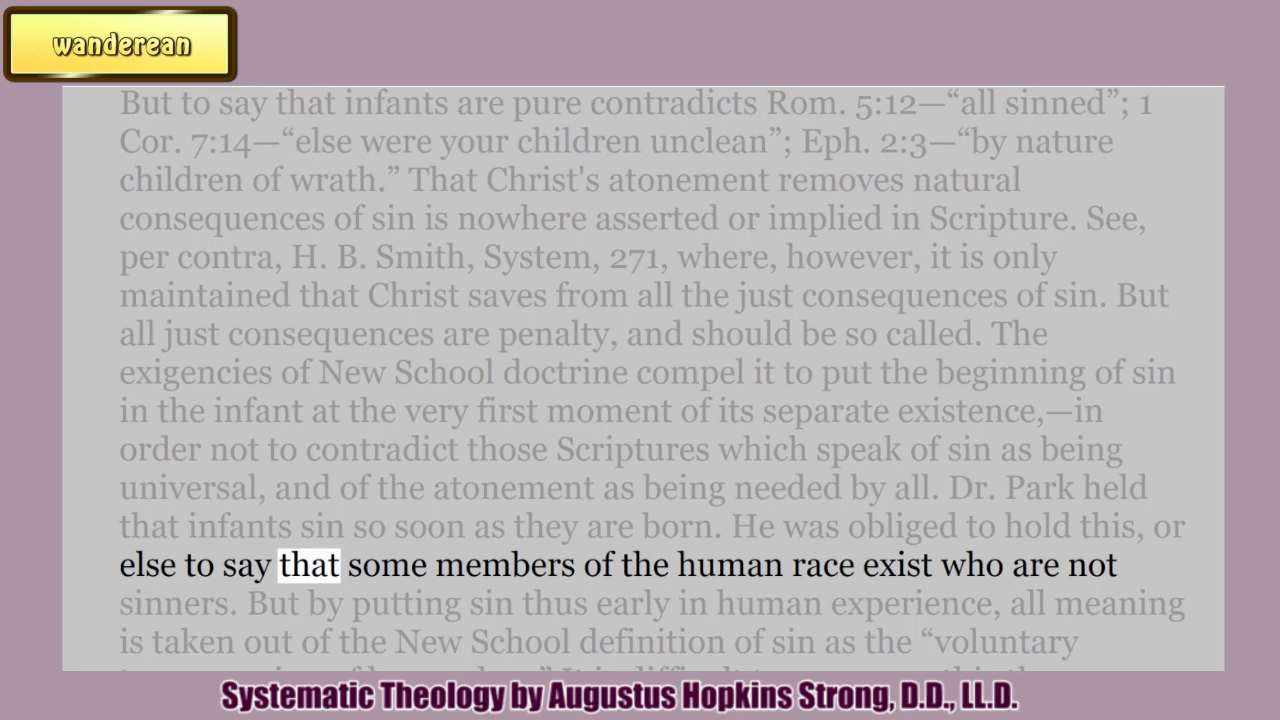 wanderean
But to say that infants are pure contradicts Rom. 5:12—“all sinned”; 1
Cor. 7:14—“else were your children unclean”; Eph. 2:3—“by nature
children of wrath.” That Christ's atonement removes natural
consequences of sin is nowhere asserted or implied in Scripture. See,
per contra, H. B. Smith, System, 271, where, however, it is only
maintained that Christ saves from all the just consequences of sin. But
all just consequences are penalty, and should be so called. The
exigencies of New School doctrine compel it to put the beginning of sin
in the infant at the very first moment of its separate existence,—in
order not to contradict those Scriptures which speak of sin as being
universal, and of the atonement as being needed by all. Dr. Park held
that infants sin so soon as they are born. He was obliged to hold this, or
else to say that some members of the human race exist who are not
sinners. But by putting sin thus early in human experience, all meaning
is taken out of the New School definition of sin as the “voluntary
Systematic Theology by Augustus Hopkins Strong, D.D., LL.D.